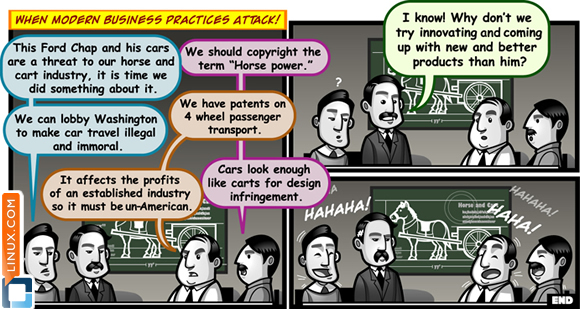 WHEN MODERN BUSINESS PRACTICES ATTACK!
This Ford Chap and his cars
are a threat to our horse and
cart industry, it is time we
did something about it.
We should copyright the
term “Horse power.”
We can lobby Washington
to make car travel illegal
and immoral.
We have patents on
4 wheel passenger
transport.
It affects the profits
of an established industry
so it must be un-American.
Cars look enough
like carts for design
infringement.
LINUX.COM
?
I know! Why don't we
try innovating and coming
up with new and better
products than him?
HAHAHA!
HAHAHA!
HAHA!
Horse and
END